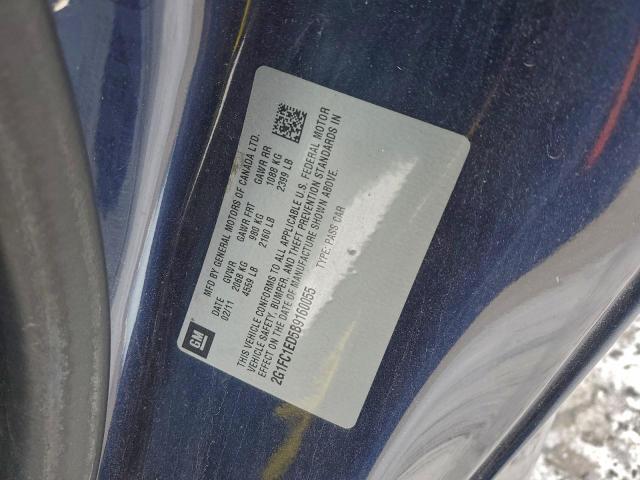 GM
MFD BY GENERAL MOTORS OF CANADA LTD.
DATE GVWR GAWR FRT GAWR RR
02/11 2068 KG 980 KG 1088 KG
4559 LB 2160 LB 2399 LB
THIS VEHICLE CONFORMS TO ALL APPLICABLE U.S. FEDERAL MOTOR
VEHICLE SAFETY, BUMPER, AND THEFT PREVENTION STANDARDS IN
EFFECT ON THE DATE OF MANUFACTURE SHOWN ABOVE.
2G1FC1ED5B9160055 TYPE: PASS CAR